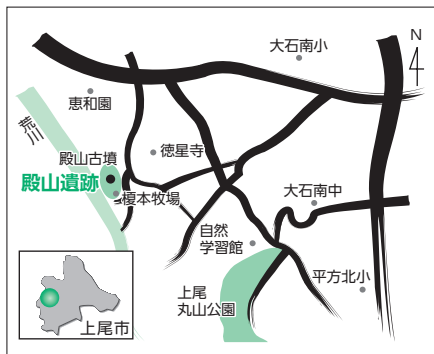 大石南小
N
恵和園
荒川
徳星寺
殿山古墳
殿山遺跡
榎本牧場
大石南中
自然
学習館
上尾
丸山公園
平方北小
上尾市